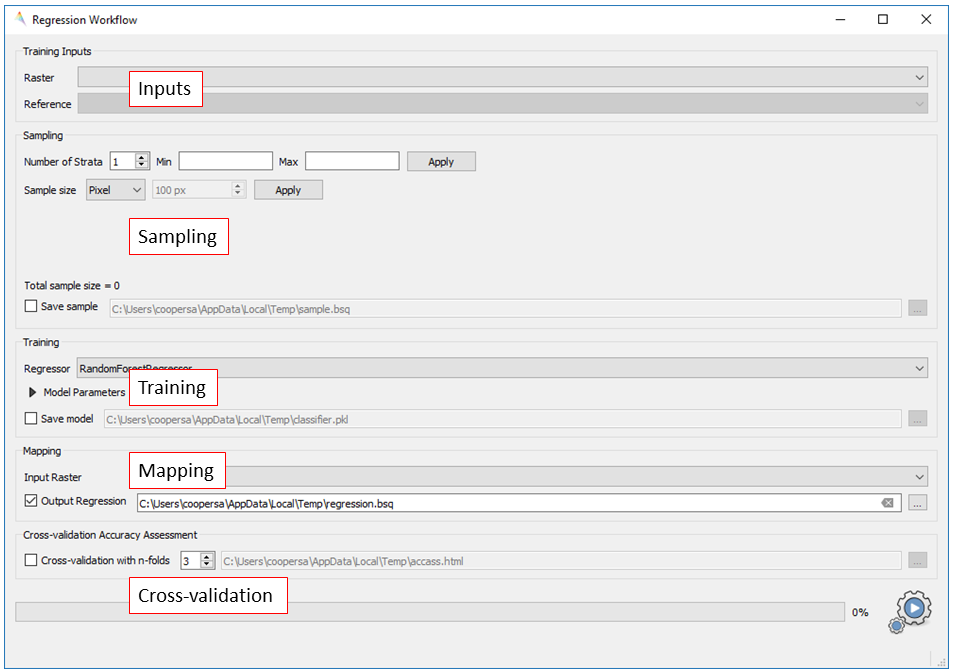 Regression Workflow
Training Inputs
Raster
Inputs
Reference
Sampling
Number of Strata 1 Min Max Apply
Sample size Pixel 100 px Apply
Sampling
Total sample size = 0
Save sample C:\Users\coopersa\AppData\Local\Temp\sample.bsq ...
Training
Regressor RandomForestRegressor
Training
Model Parameters
Save model C:\Users\coopersa\AppData\Local\Temp\classifier.pkl ...
Mapping
Mapping
Input Raster
Output Regression C:\Users\coopersa\AppData\Local\Temp\regression.bsq ...
Cross-validation Accuracy Assessment
Cross-validation with n-folds 3 C:\Users\coopersa\AppData\Local\Temp\accass.html ...
Cross-validation
0%